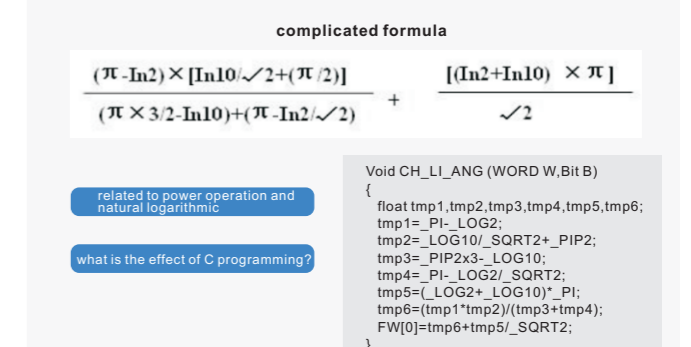 complicated formula
(π-In2)×[In10/√2+(π/2)]
(π×3/2-In10)+(π-In2/√2)
+
[(In2+In10) ×π]
√2
related to power operation and
natural logarithmic
what is the effect of C programming?
Void CH_LI_ANG (WORD W,Bit B)
{
float tmp1,tmp2,tmp3,tmp4,tmp5,tmp6;
tmp1=_PI-_LOG2;
tmp2=_LOG10/_SQRT2+_PIP2;
tmp3=_PIP2x3-_LOG10;
tmp4=_PI-_LOG2/_SQRT2;
tmp5=(_LOG2+_LOG10)*_PI;
tmp6=(tmp1*tmp2)/(tmp3+tmp4);
FW[0]=tmp6+tmp5/_SQRT2;
}